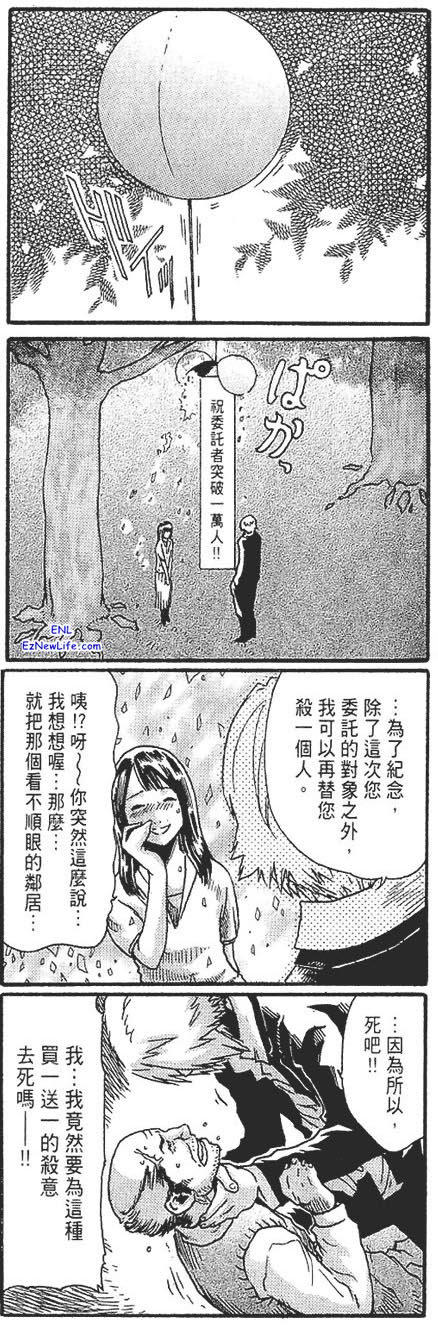 ガイィ
ぱか、
祝委託者突破一萬人!!
ENL
EzNewLife.com
…為了紀念，
除了這次您
委託的對象之外，
我可以再替您
殺一個人。
咦!?呀～你突然這麼說…
我想想喔…那麼…
就把那個看不順眼的鄰居…
…因為所以，
死吧!!
我…我竟然要為這種
買一送一的殺意
去死嗎——!!